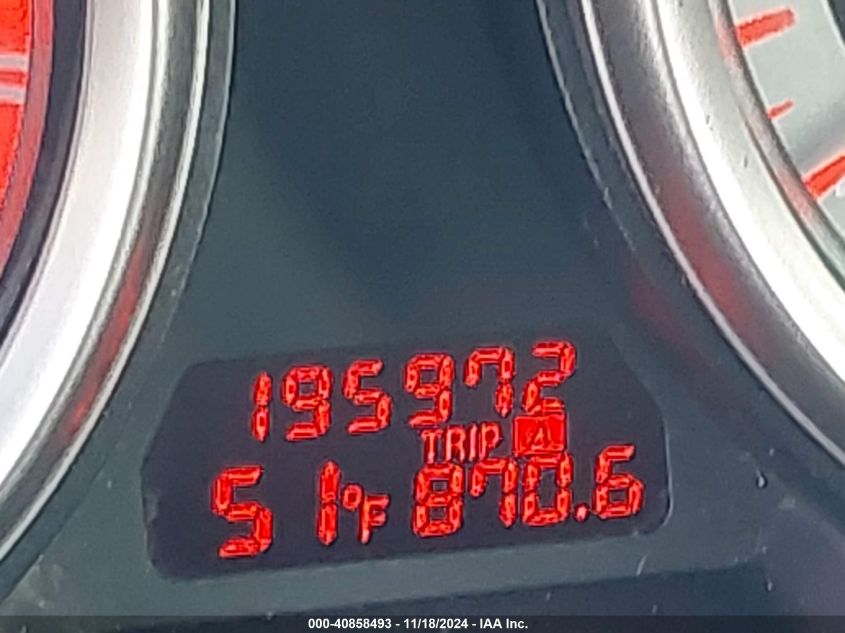 195972
TRIP A
51°F 870.6
000-40858493 - 11/18/2024 - IAA Inc.